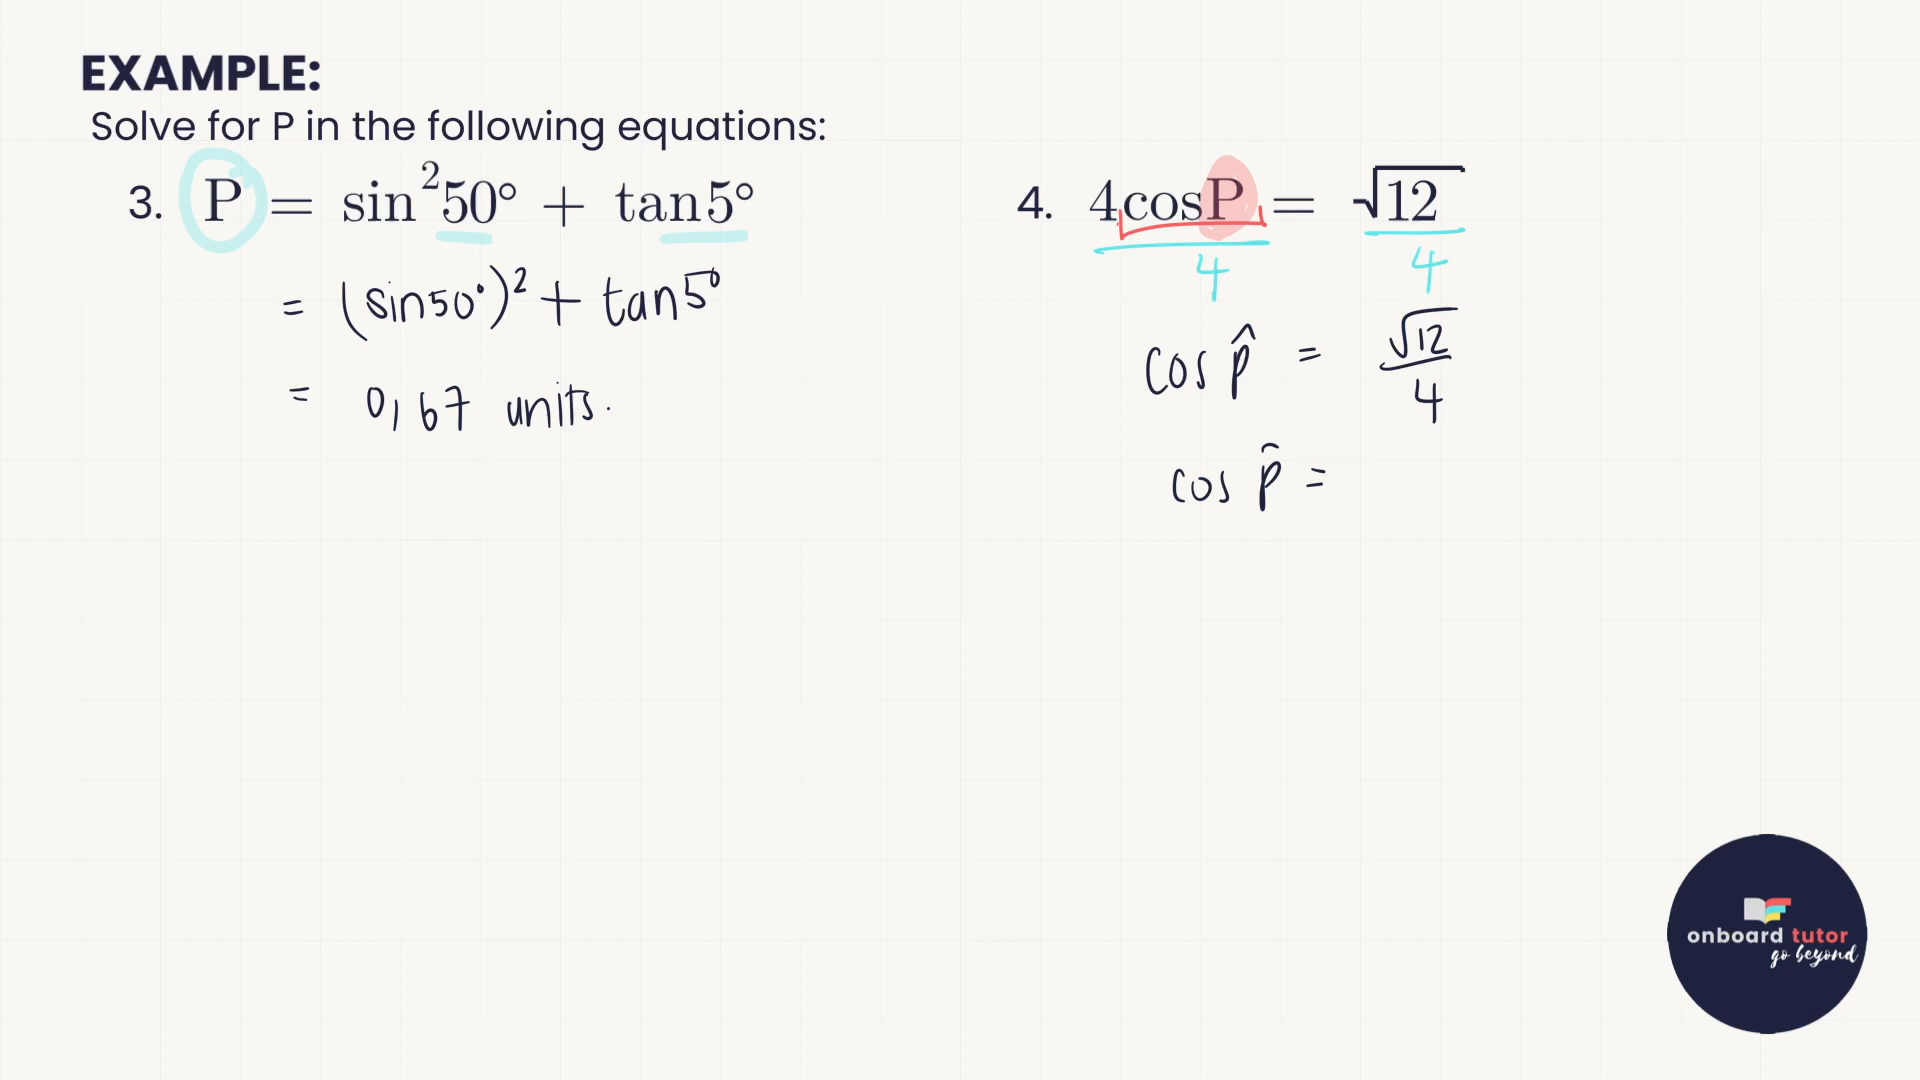 EXAMPLE:
Solve for P in the following equations:
3. P = sin²50° + tan5°
= (sin50°)² + tan5°
= 0,67 units.
4. 4cosP = √12
4 4
cos p̂ = √12/4
cos p̂ =
onboard tutor
go beyond